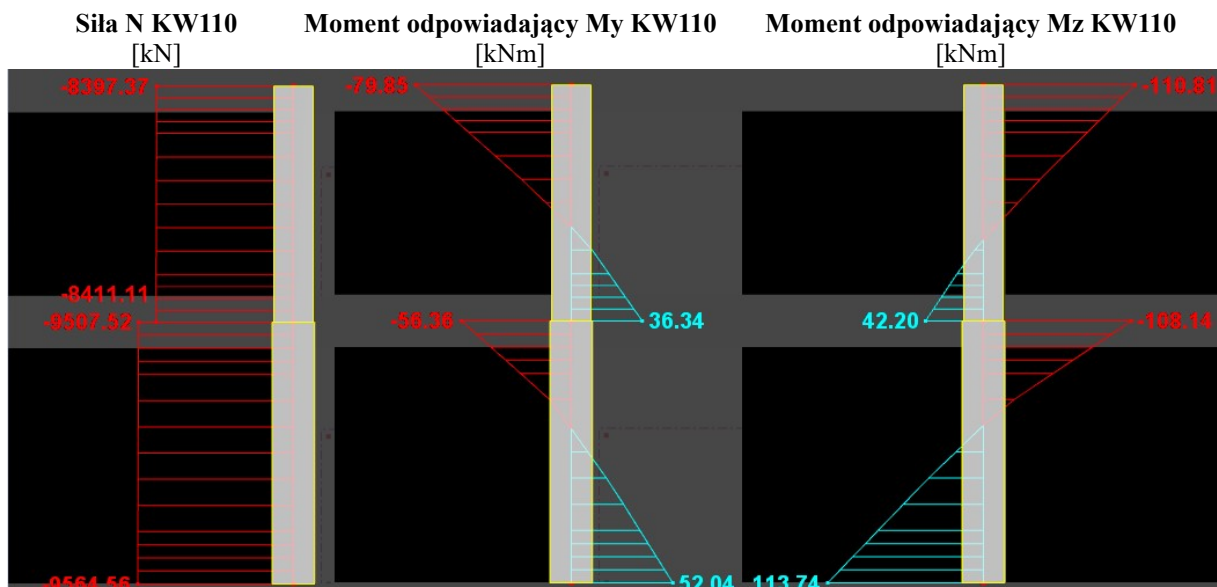 Siła N KW110
[kN]
Moment odpowiadający My KW110
[kNm]
Moment odpowiadający Mz KW110
[kNm]
-8397.37
-8411.11
-9507.52
-9564.56
-79.85
36.34
-56.36
52.04
-110.81
42.20
-108.14
113.74